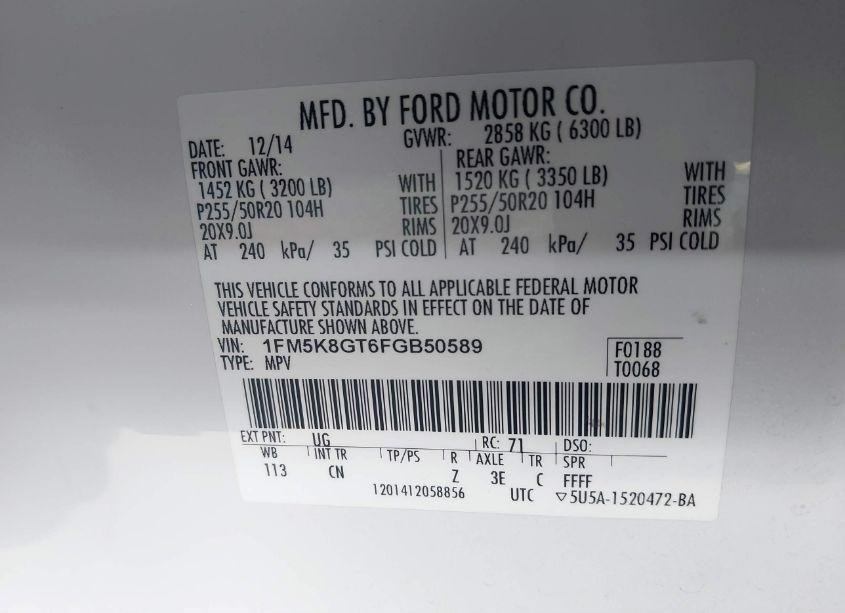 MFD. BY FORD MOTOR CO.
DATE: 12/14 GVWR: 2858 KG ( 6300 LB)
FRONT GAWR: REAR GAWR:
1452 KG ( 3200 LB) WITH 1520 KG ( 3350 LB) WITH
P255/50R20 104H TIRES P255/50R20 104H TIRES
20X9.0J RIMS 20X9.0J RIMS
AT 240 kPa/ 35 PSI COLD AT 240 kPa/ 35 PSI COLD
THIS VEHICLE CONFORMS TO ALL APPLICABLE FEDERAL MOTOR
VEHICLE SAFETY STANDARDS IN EFFECT ON THE DATE OF
MANUFACTURE SHOWN ABOVE.
VIN: 1FM5K8GT6FGB50589 F0188
TYPE: MPV T0068
EXT PNT: UG RC: 71 DSO:
WB INT TR TP/PS R AXLE TR SPR
113 CN Z 3E C FFFF
1201412058856 UTC ▽5U5A-1520472-BA